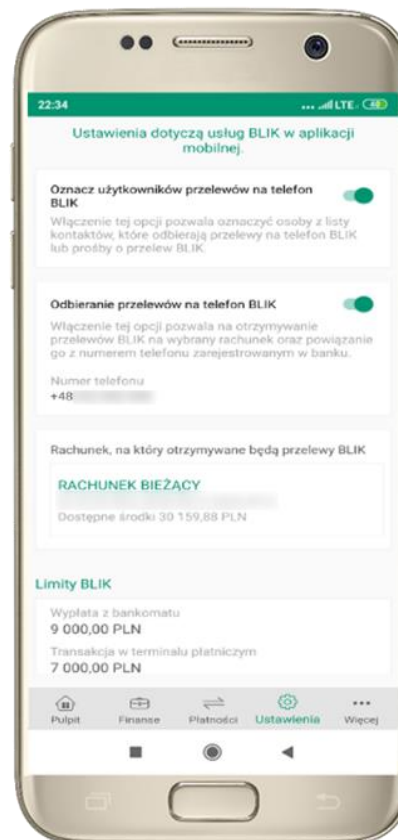 22:34 ... LTE 48
Ustawienia dotyczą usług BLIK w aplikacji
mobilnej.
Oznacz użytkowników przelewów na telefon
BLIK
Włączenie tej opcji pozwala oznaczyć osoby z listy
kontaktów, które odbierają przelewy na telefon BLIK
lub prośby o przelew BLIK.
Odbieranie przelewów na telefon BLIK
Włączenie tej opcji pozwala na otrzymywanie
przelewów BLIK na wybrany rachunek oraz powiązanie
go z numerem telefonu zarejestrowanym w banku.
Numer telefonu
+48
Rachunek, na który otrzymywane będą przelewy BLIK
RACHUNEK BIEŻĄCY
Dostępne środki 30 159,88 PLN
Limity BLIK
Wypłata z bankomatu
9 000,00 PLN
Transakcja w terminalu płatniczym
7 000,00 PLN
Pulpit Finanse Płatności Ustawienia Więcej